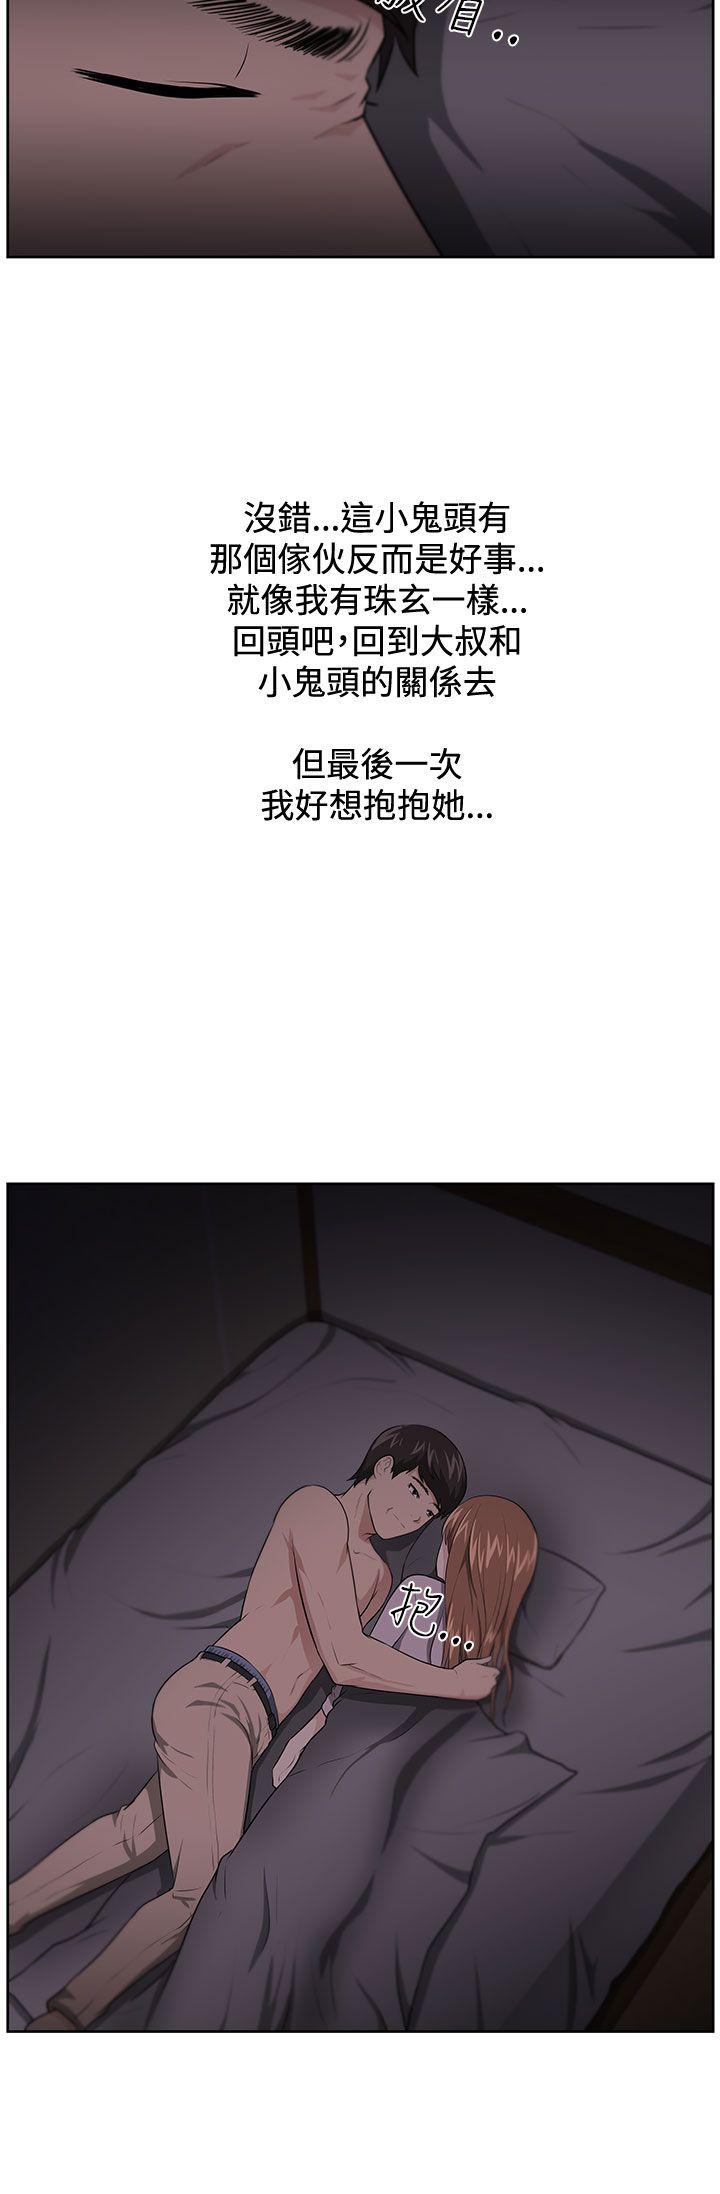 沒錯...這小鬼頭有
那個傢伙反而是好事...
就像我有珠玄一樣...
回頭吧,回到大叔和
小鬼頭的關係去
但最後一次
我好想抱抱她...
抱...